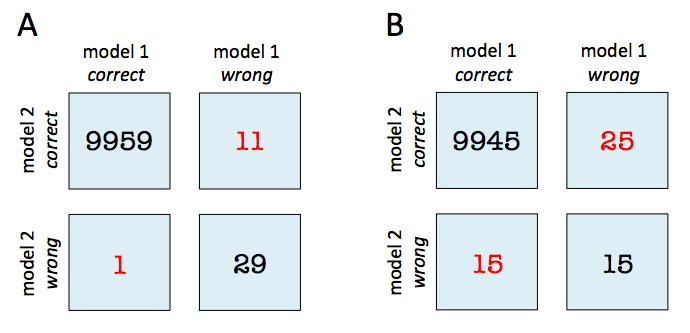 A
B
model 1
correct
model 1
wrong
model 1
correct
model 1
wrong
model 2
correct
9959
11
model 2
correct
9945
25
model 2
wrong
1
29
model 2
wrong
15
15